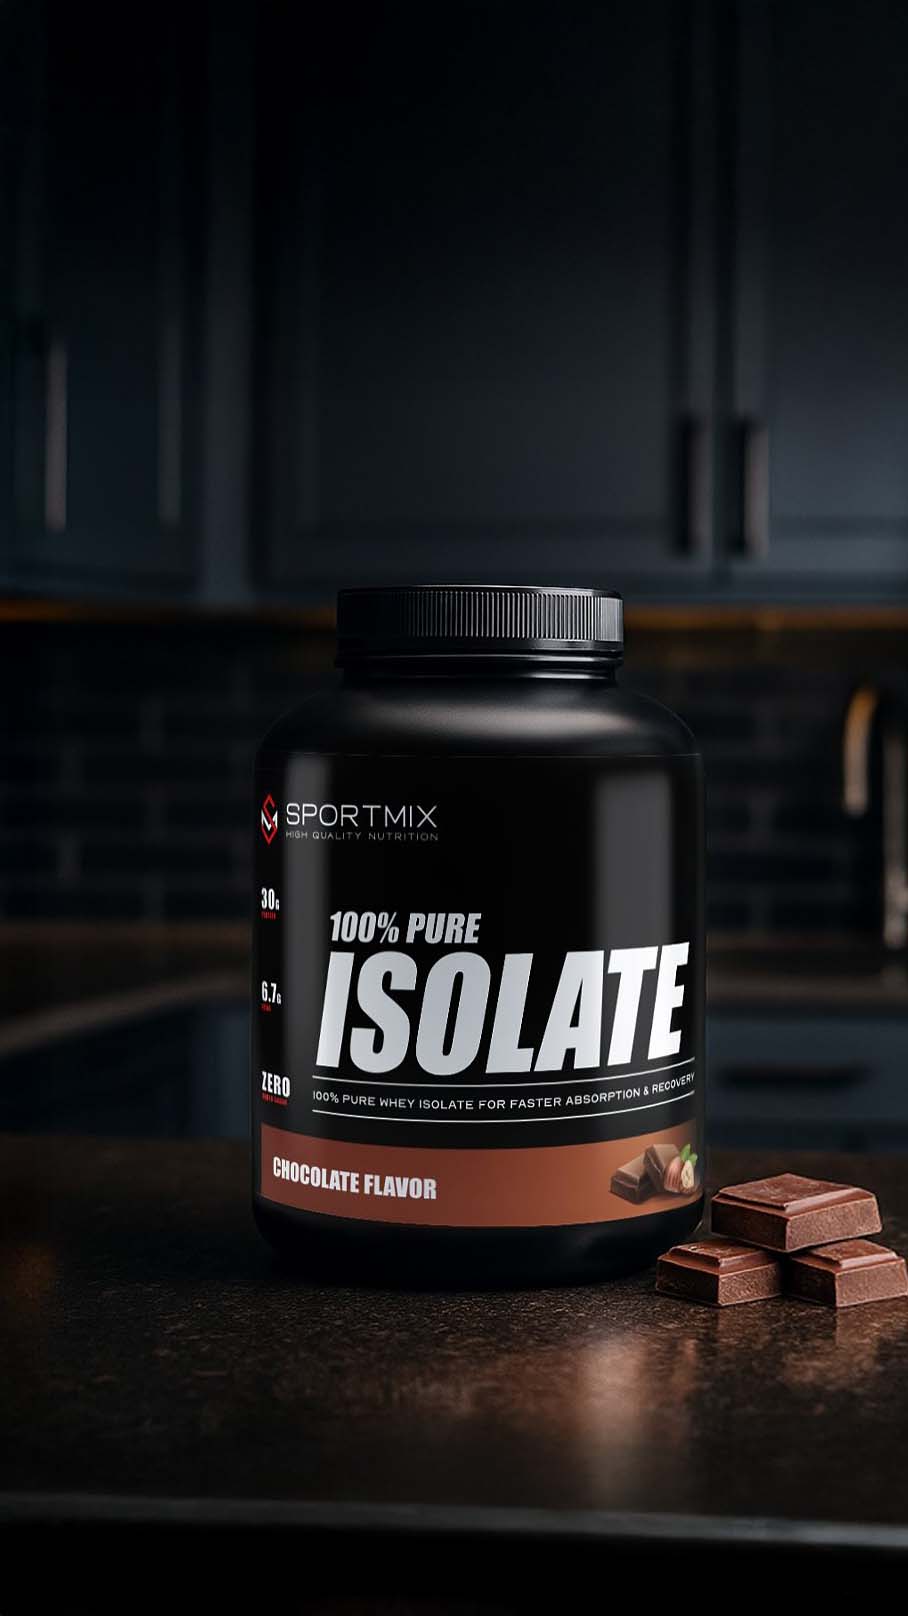 SPORTMIX
HIGH QUALITY NUTRITION
30G
6.7G
ZERO
100% PURE
ISOLATE
100% PURE WHEY ISOLATE FOR FASTER ABSORPTION & RECOVERY
CHOCOLATE FLAVOR